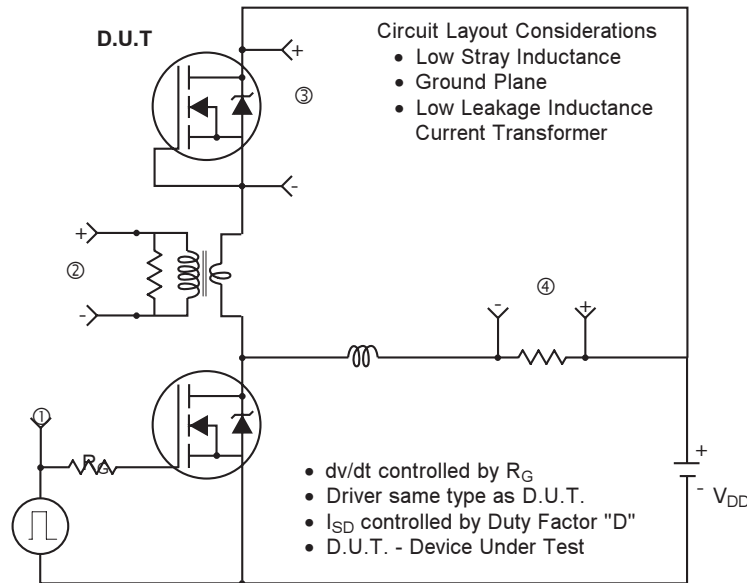 D.U.T
+
③
-
Circuit Layout Considerations
• Low Stray Inductance
• Ground Plane
• Low Leakage Inductance
Current Transformer
+
②
-
-
④
+
①
RG
+
-
VDD
• dv/dt controlled by RG
• Driver same type as D.U.T.
• ISD controlled by Duty Factor "D"
• D.U.T. - Device Under Test